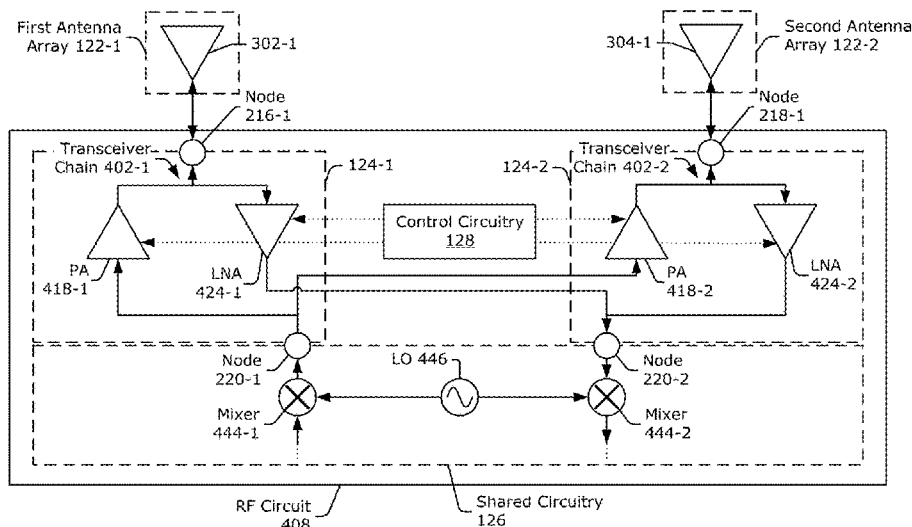 First Antenna
Array 122-1
302-1
304-1
Second Antenna
Array 122-2
Node
216-1
Node
218-1
Transceiver
Chain 402-1
124-1
124-2
Transceiver
Chain 402-2
Control Circuitry
128
PA
418-1
LNA
424-1
PA
418-2
LNA
424-2
Node
220-1
LO 446
Node
220-2
Mixer
444-1
Mixer
444-2
RF Circuit
408
Shared Circuitry
126